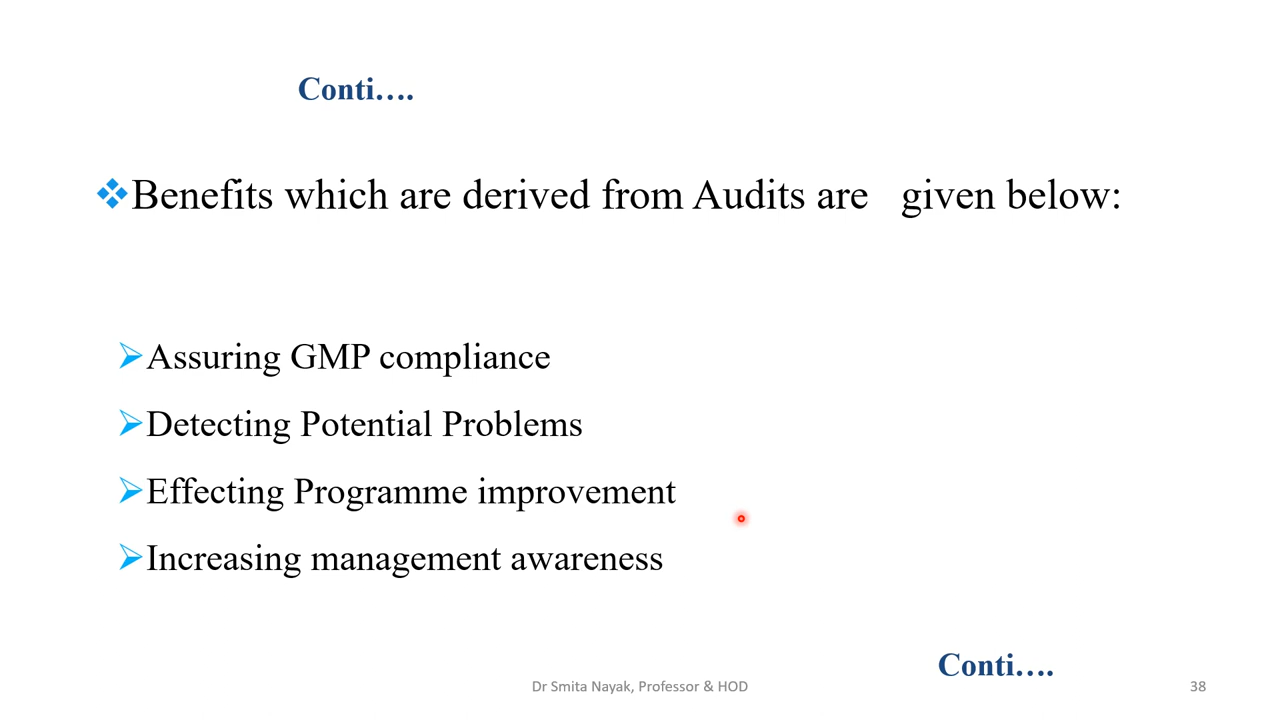 Conti….
Benefits which are derived from Audits are given below:
Assuring GMP compliance
Detecting Potential Problems
Effecting Programme improvement
Increasing management awareness
Conti….
Dr Smita Nayak, Professor & HOD
38